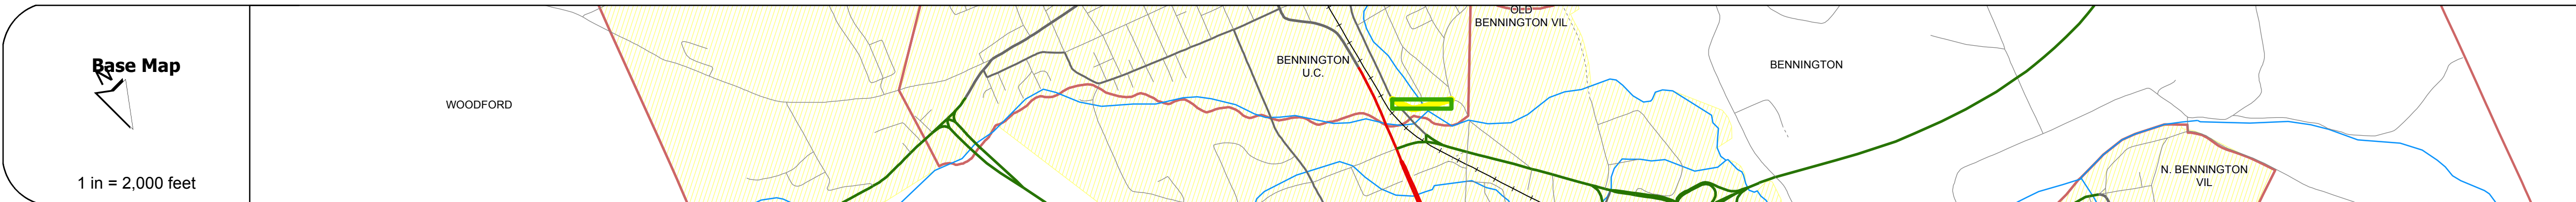 Base Map
N
1 in = 2,000 feet
WOODFORD
BENNINGTON
U.C.
OLD
BENNINGTON VIL
BENNINGTON
N. BENNINGTON
VIL